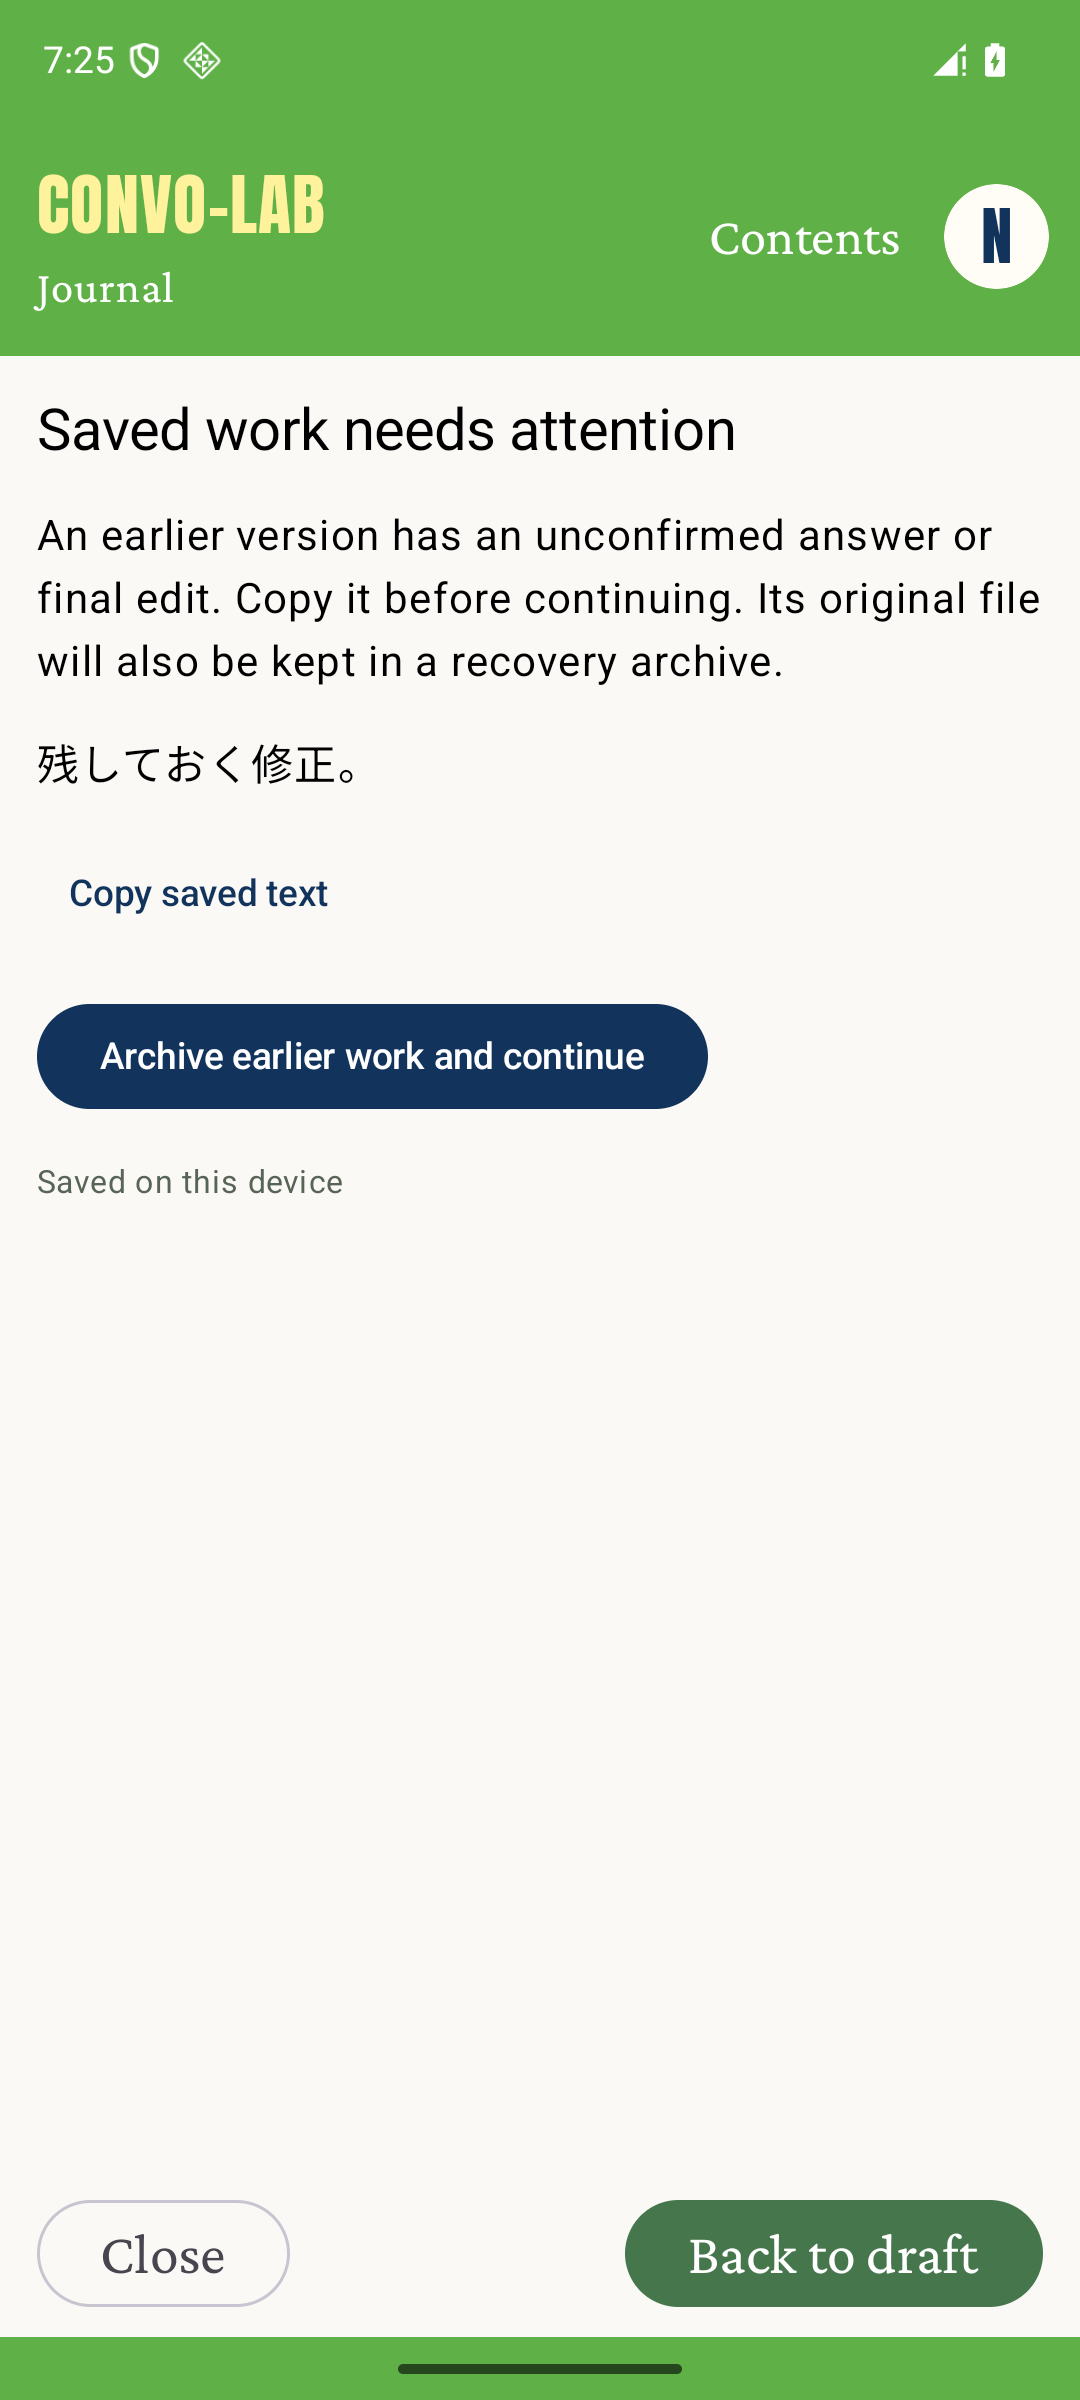 7:25
CONVO-LAB
Journal
Contents
N
Saved work needs attention
An earlier version has an unconfirmed answer or
final edit. Copy it before continuing. Its original file
will also be kept in a recovery archive.
残しておく修正。
Copy saved text
Archive earlier work and continue
Saved on this device
Close
Back to draft